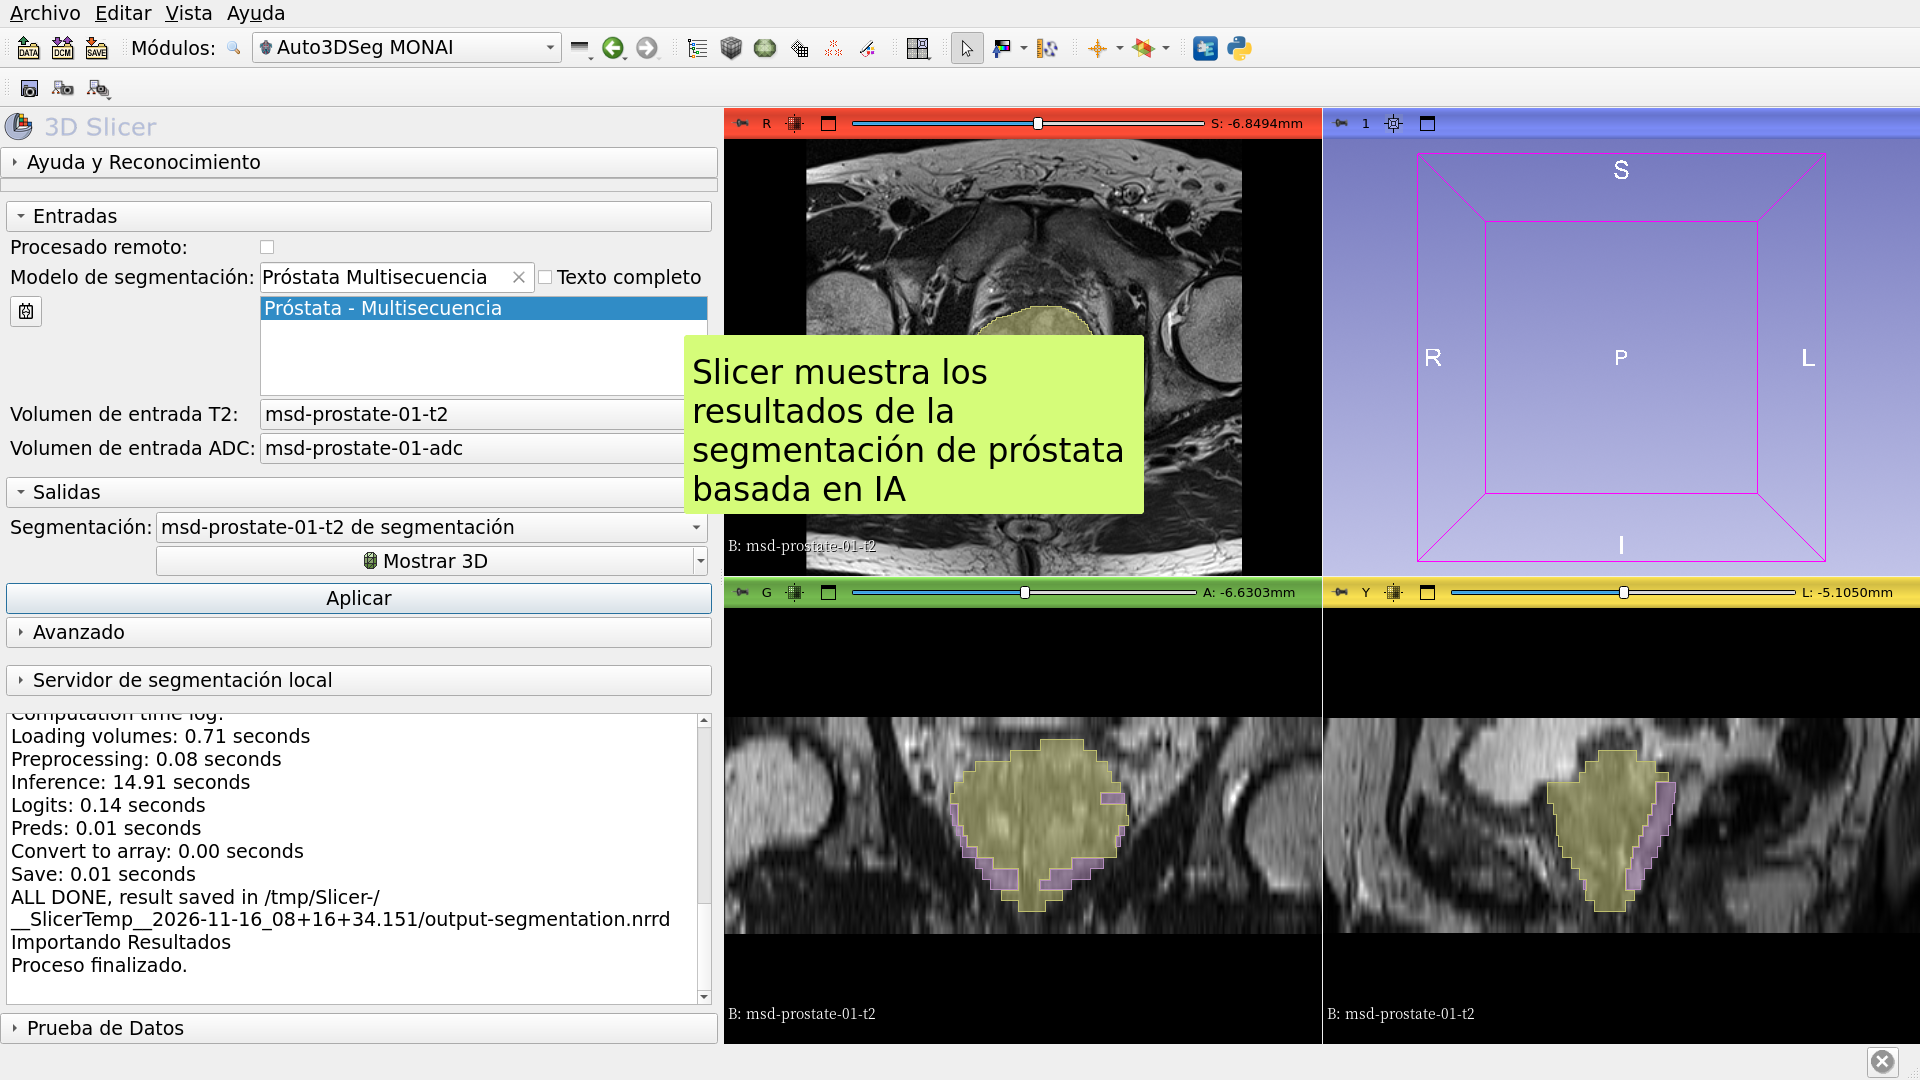 Archivo Editar Vista Ayuda
DATA DCM SAVE Módulos: Auto3DSeg MONAI
3D Slicer
Ayuda y Reconocimiento
Entradas
Procesado remoto:
Modelo de segmentación: Próstata Multisecuencia Texto completo
Próstata - Multisecuencia
Volumen de entrada T2: msd-prostate-01-t2
Volumen de entrada ADC: msd-prostate-01-adc
Salidas
Segmentación: msd-prostate-01-t2 de segmentación
Mostrar 3D
Aplicar
Avanzado
Servidor de segmentación local
Computation time log:
Loading volumes: 0.71 seconds
Preprocessing: 0.08 seconds
Inference: 14.91 seconds
Logits: 0.14 seconds
Preds: 0.01 seconds
Convert to array: 0.00 seconds
Save: 0.01 seconds
ALL DONE, result saved in /tmp/Slicer-/
__SlicerTemp__2026-11-16_08+16+34.151/output-segmentation.nrrd
Importando Resultados
Proceso finalizado.
Prueba de Datos
R S: -6.8494mm
Slicer muestra los
resultados de la
segmentación de próstata
basada en IA
B: msd-prostate-01-t2
1
S
R P L
I
G A: -6.6303mm
B: msd-prostate-01-t2
Y L: -5.1050mm
B: msd-prostate-01-t2